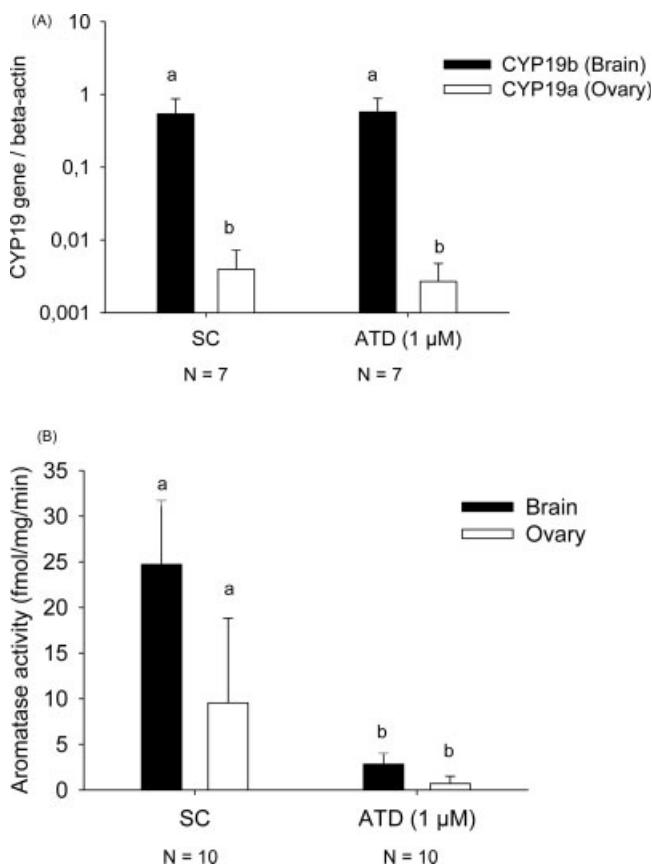 (A)
CYP19 gene / beta-actin
10
1
0,1
0,01
0,001
a
b
a
b
CYP19b (Brain)
CYP19a (Ovary)
SC
ATD (1 µM)
N = 7
N = 7
(B)
Aromatase activity (fmol/mg/min)
35
30
25
20
15
10
5
0
a
a
b
b
Brain
Ovary
SC
ATD (1 µM)
N = 10
N = 10